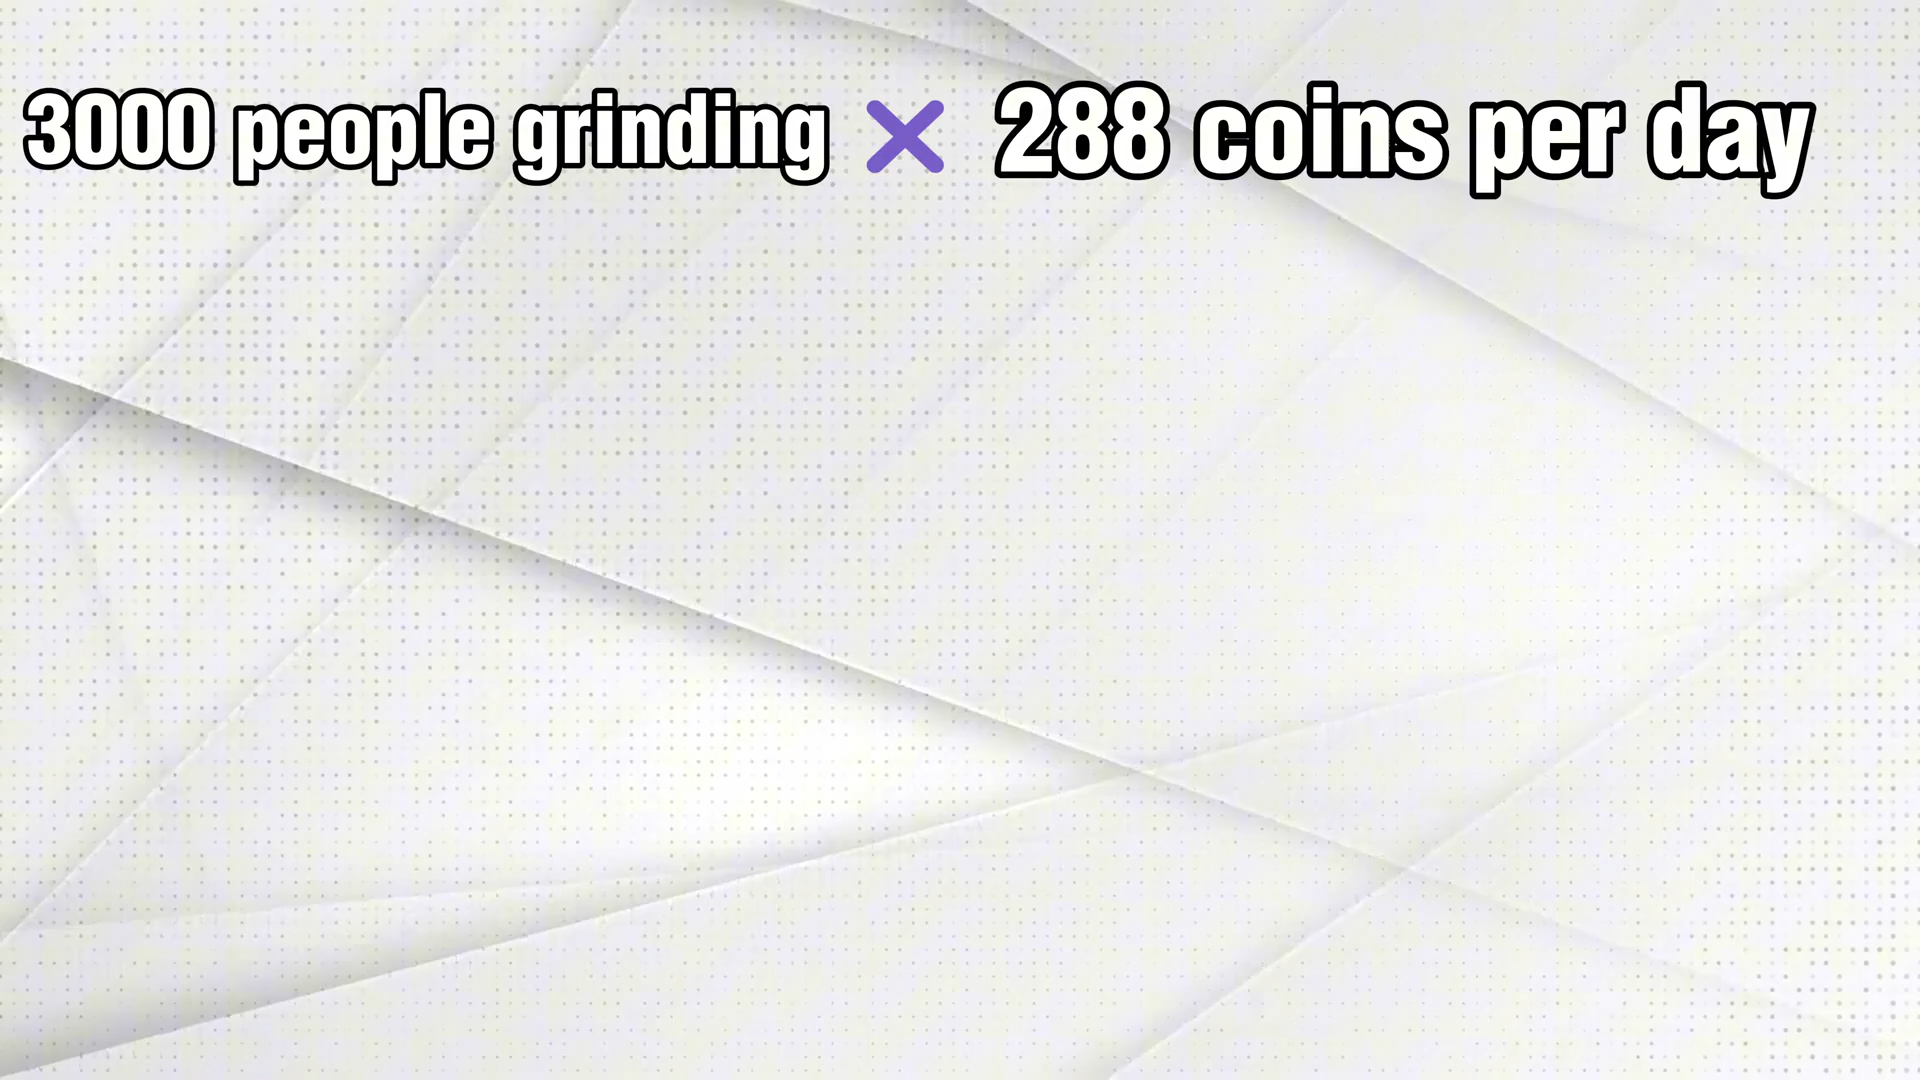 3000 people grinding ✖ 288 coins per day